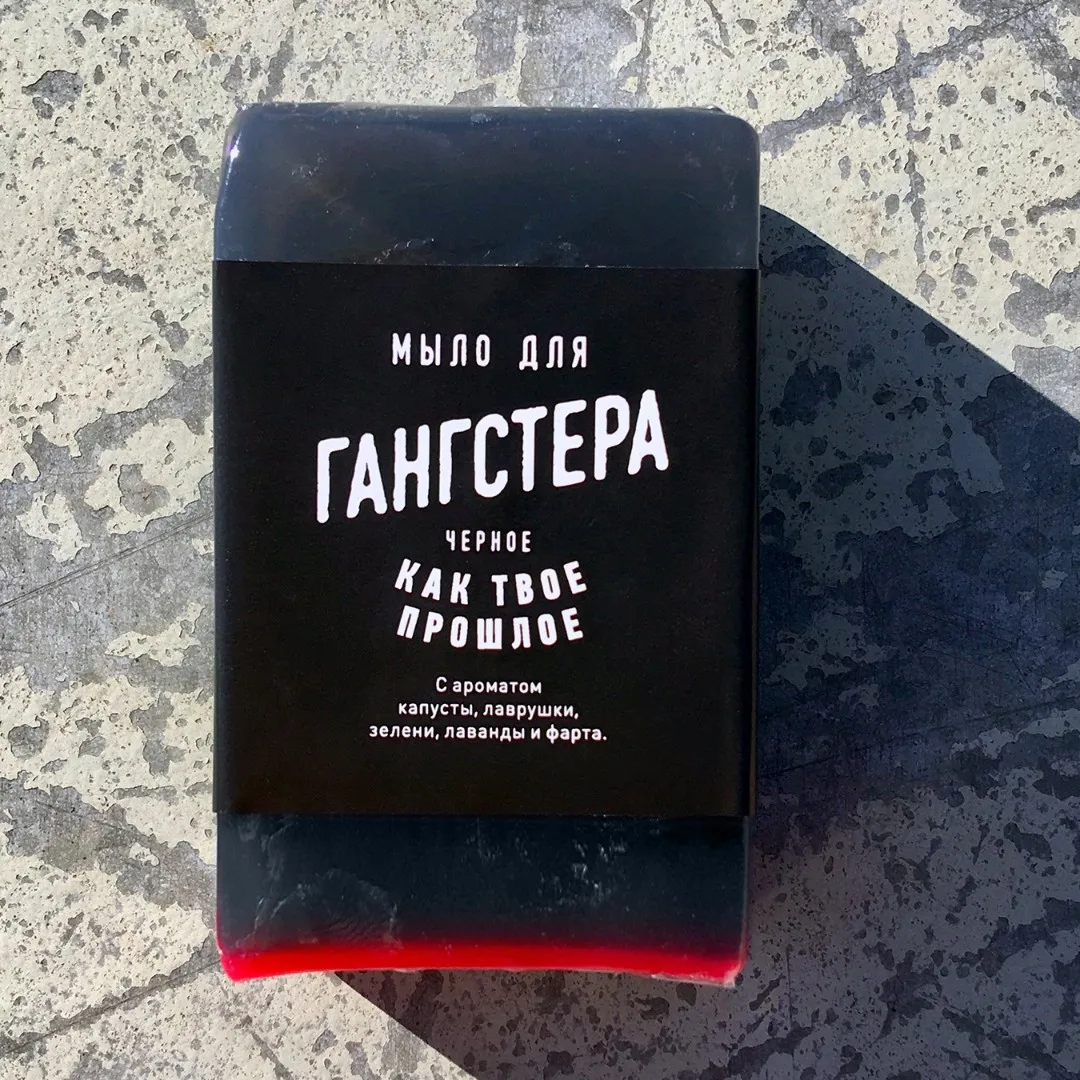 МЫЛО ДЛЯ
ГАНГСТЕРА
ЧЕРНОЕ
КАК ТВОЕ
ПРОШЛОЕ
С ароматом
капусты, лаврушки,
зелени, лаванды и фарта.